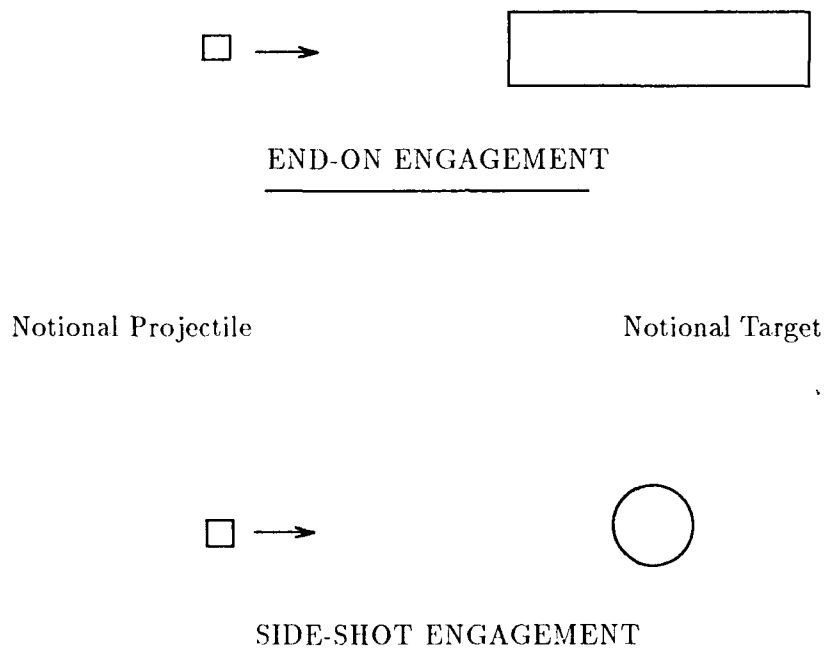 END-ON ENGAGEMENT
Notional Projectile
Notional Target
SIDE-SHOT ENGAGEMENT